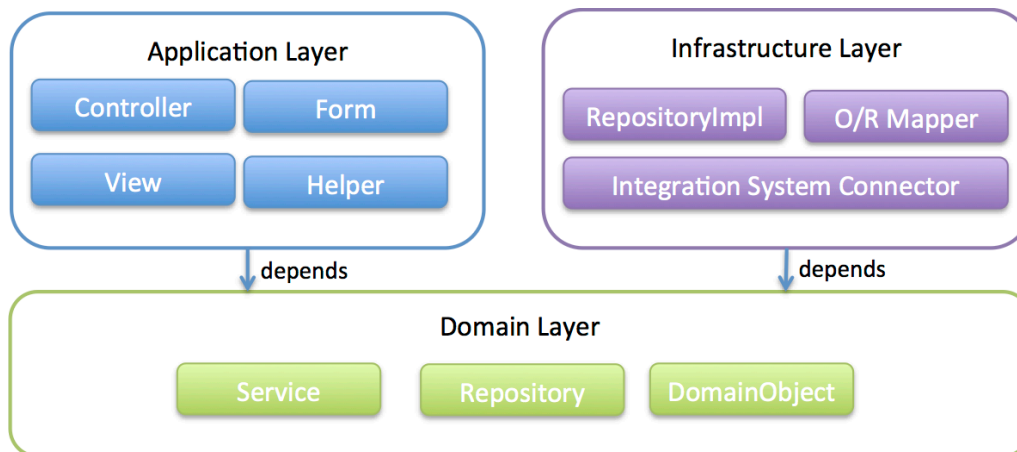 Application Layer
Controller
Form
View
Helper
Infrastructure Layer
RepositoryImpl
O/R Mapper
Integration System Connector
depends
depends
Domain Layer
Service
Repository
DomainObject